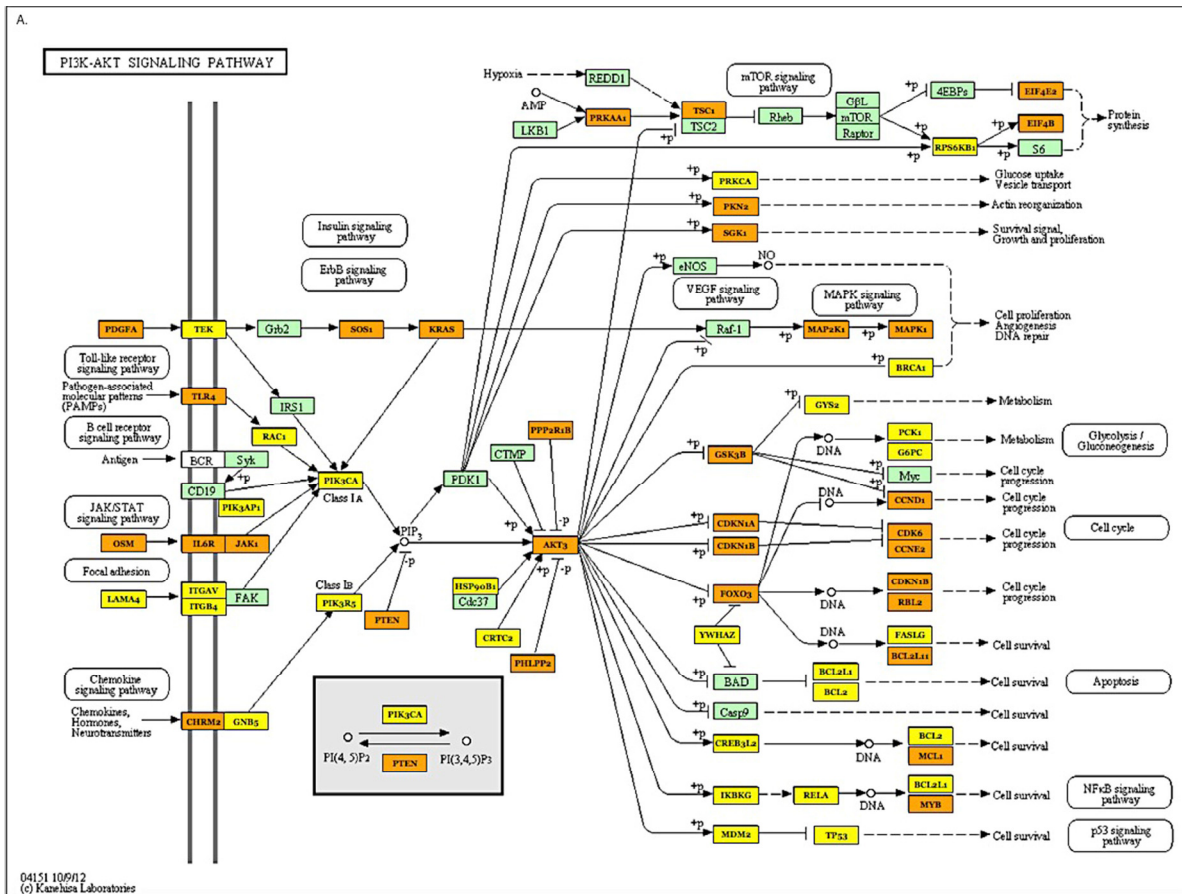 A.
PI3K-AKT SIGNALING PATHWAY
Hypoxia
REDD1
mTOR signaling
pathway
AMP
LKB1
PRKAA1
TSC1
TSC2
+p
Rheb
GβL
mTOR
Raptor
+p
4EBPs
EIF4E2
+p
RPS6KB1
+p
+p
EIF4B
+p
S6
Protein
synthesis
+p
PRKCA
Glucose uptake
Vesicle transport
+p
PKN2
Actin reorganization
+p
SGK1
Survival signal,
Growth and proliferation
Insulin signaling
pathway
ErbB signaling
pathway
+p
eNOS
NO
VEGF signaling
pathway
MAPK signaling
pathway
PDGFA
TEK
Grb2
SOS1
KRAS
Raf-1
+p
+p
MAP2K1
+p
MAPK1
Cell proliferation
Angiogenesis
DNA repair
+p
BRCA1
Toll-like receptor
signaling pathway
Pathogen-associated
molecular patterns
(PAMPs)
TLR4
IRS1
RAC1
B cell receptor
signaling pathway
Antigen
BCR
Syk
+p
CD19
PIK3AP1
PIK3CA
Class IA
JAK/STAT
signaling pathway
OSM
IL6R
JAK1
Focal adhesion
LAMA4
ITGAV
ITGB4
FAK
Class IB
PIK3R5
PIP3
-p
PTEN
PDK1
CTMP
PPP2R1B
+p
-p
AKT3
+p
-p
HSP90B1
Cdc37
CRTC2
PHLPP2
GYS2
Metabolism
+p
GSK3B
DNA
PCK1
G6PC
Metabolism
Glycolysis /
Gluconeogenesis
Myc
Cell cycle
progression
DNA
CCND1
Cell cycle
progression
+p
CDKN1A
+p
CDKN1B
CDK6
CCNE2
Cell cycle
progression
Cell cycle
+p
FOXO3
DNA
CDKN1B
RBL2
Cell cycle
progression
YWHAZ
DNA
FASLG
BCL2L11
Cell survival
+p
BAD
BCL2L1
BCL2
Cell survival
Apoptosis
+p
Casp9
Cell survival
+p
CREB3L2
DNA
BCL2
MCL1
Cell survival
+p
IKBKG
RELA
DNA
BCL2L1
MYB
Cell survival
NFκB signaling
pathway
+p
MDM2
TP53
Cell survival
p53 signaling
pathway
Chemokine
signaling pathway
Chemokines,
Hormones,
Neurotransmitters
CHRM2
GNB5
PIK3CA
PI(4, 5)P2
PI(3,4,5)P3
PTEN
04151 10/9/12
(c) Kanehisa Laboratories